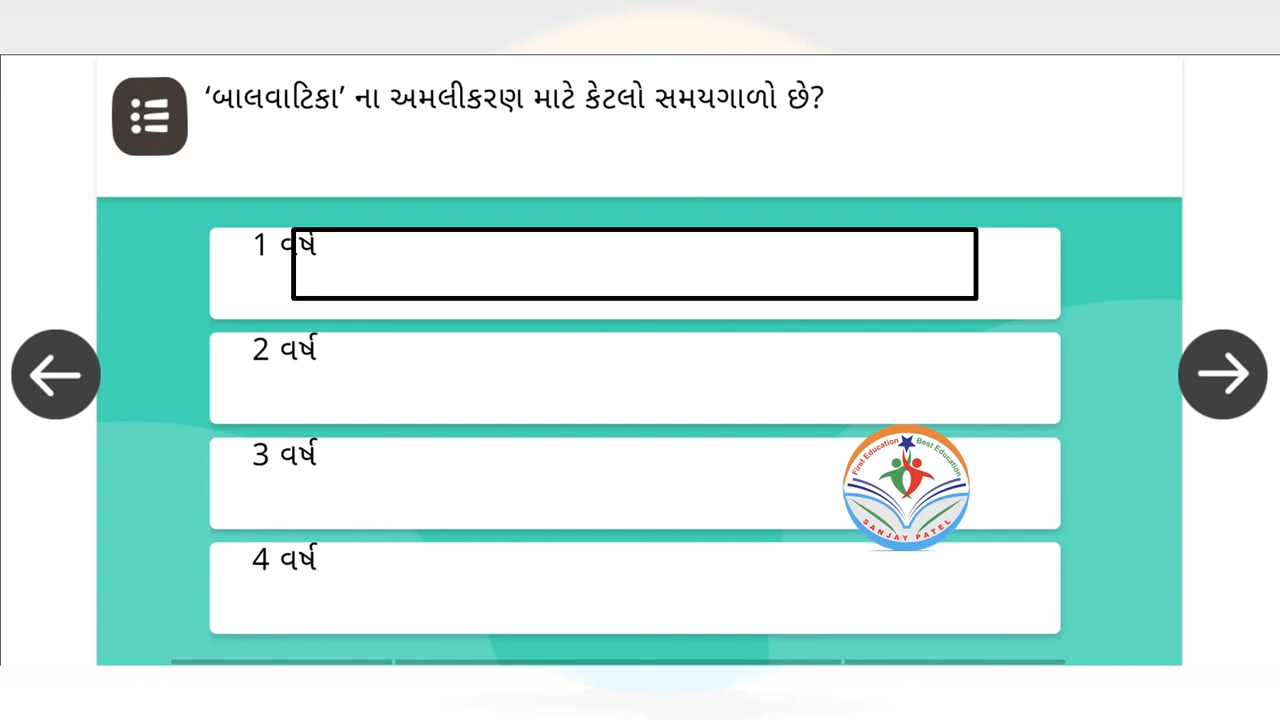 ‘બાલવાટિકા’ ના અમલીકરણ માટે કેટલો સમયગાળો છે?
1 વર્ષ
2 વર્ષ
3 વર્ષ
First Education Best Education
SANJAY PATEL
4 વર્ષ